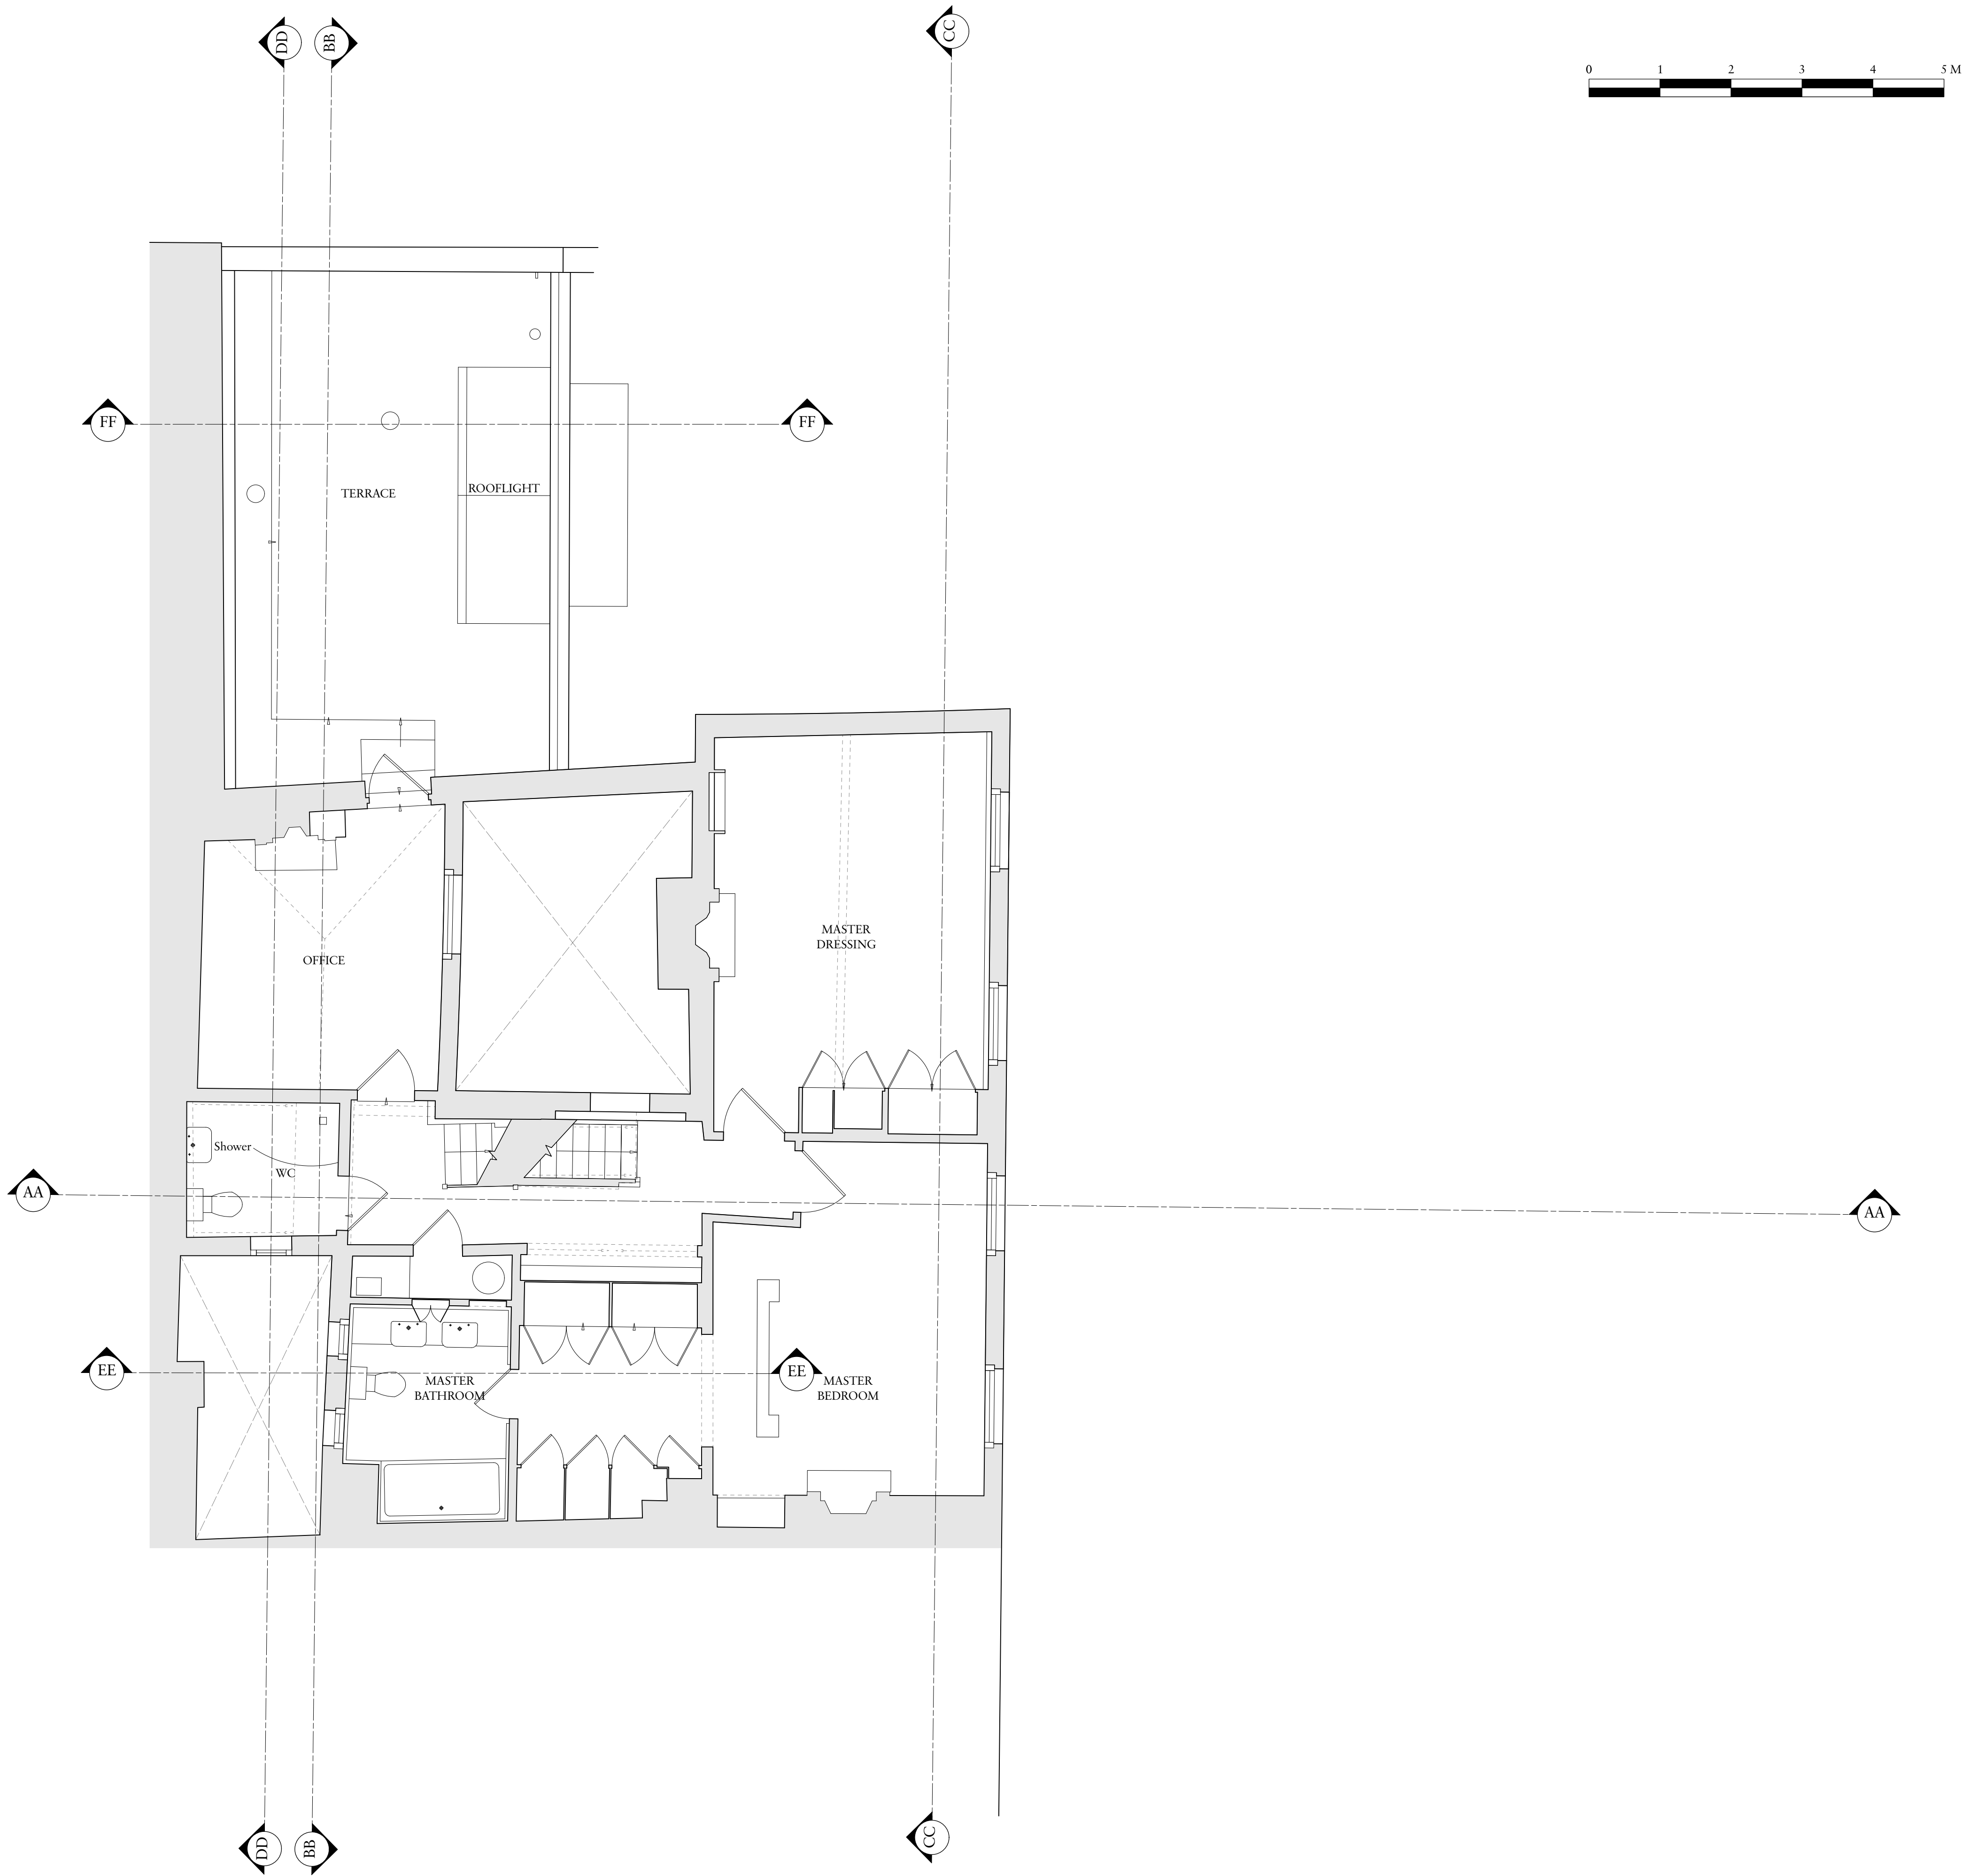 DD
BB
CC
0 1 2 3 4 5 M
FF
FF
TERRACE
ROOFLIGHT
MASTER
DRESSING
OFFICE
Shower
WC
AA
AA
EE
EE
MASTER
BATHROOM
MASTER
BEDROOM
DD
BB
CC